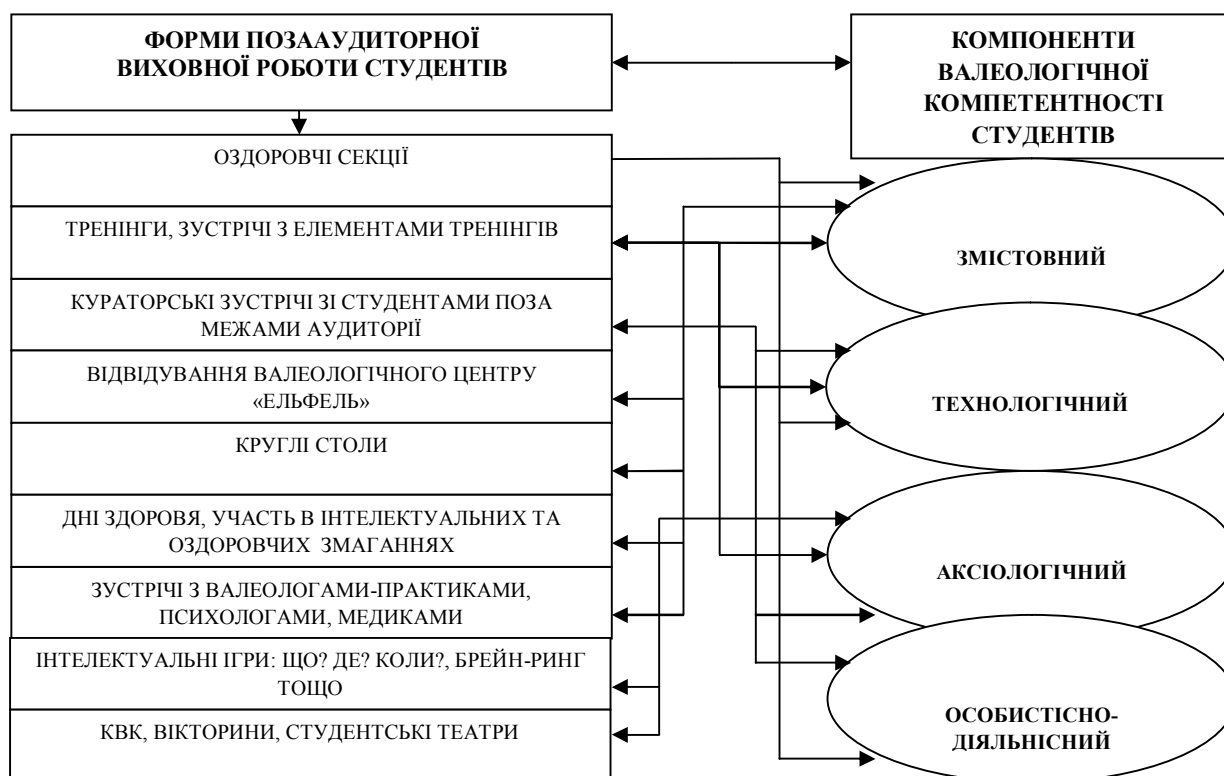 ФОРМИ ПОЗААУДИТОРНОЇ
ВИХОВНОЇ РОБОТИ СТУДЕНТІВ
КОМПОНЕНТИ
ВАЛЕОЛОГІЧНОЇ
КОМПЕТЕНТНОСТІ
СТУДЕНТІВ
ОЗДОРОВЧІ СЕКЦІЇ
ТРЕНІНГИ, ЗУСТРІЧІ З ЕЛЕМЕНТАМИ ТРЕНІНГІВ
КУРАТОРСЬКІ ЗУСТРІЧІ ЗІ СТУДЕНТАМИ ПОЗА
МЕЖАМИ АУДИТОРІЇ
ВІДВІДУВАННЯ ВАЛЕОЛОГІЧНОГО ЦЕНТРУ
«ЕЛЬФЕЛЬ»
КРУГЛІ СТОЛИ
ДНІ ЗДОРОВЯ, УЧАСТЬ В ІНТЕЛЕКТУАЛЬНИХ ТА
ОЗДОРОВЧИХ ЗМАГАННЯХ
ЗУСТРІЧІ З ВАЛЕОЛОГАМИ-ПРАКТИКАМИ,
ПСИХОЛОГАМИ, МЕДИКАМИ
ІНТЕЛЕКТУАЛЬНІ ІГРИ: ЩО? ДЕ? КОЛИ?, БРЕЙН-РИНГ
ТОЩО
КВК, ВІКТОРИНИ, СТУДЕНТСЬКІ ТЕАТРИ
ЗМІСТОВНИЙ
ТЕХНОЛОГІЧНИЙ
АКСІОЛОГІЧНИЙ
ОСОБИСТІСНО-
ДІЯЛЬНІСНИЙ